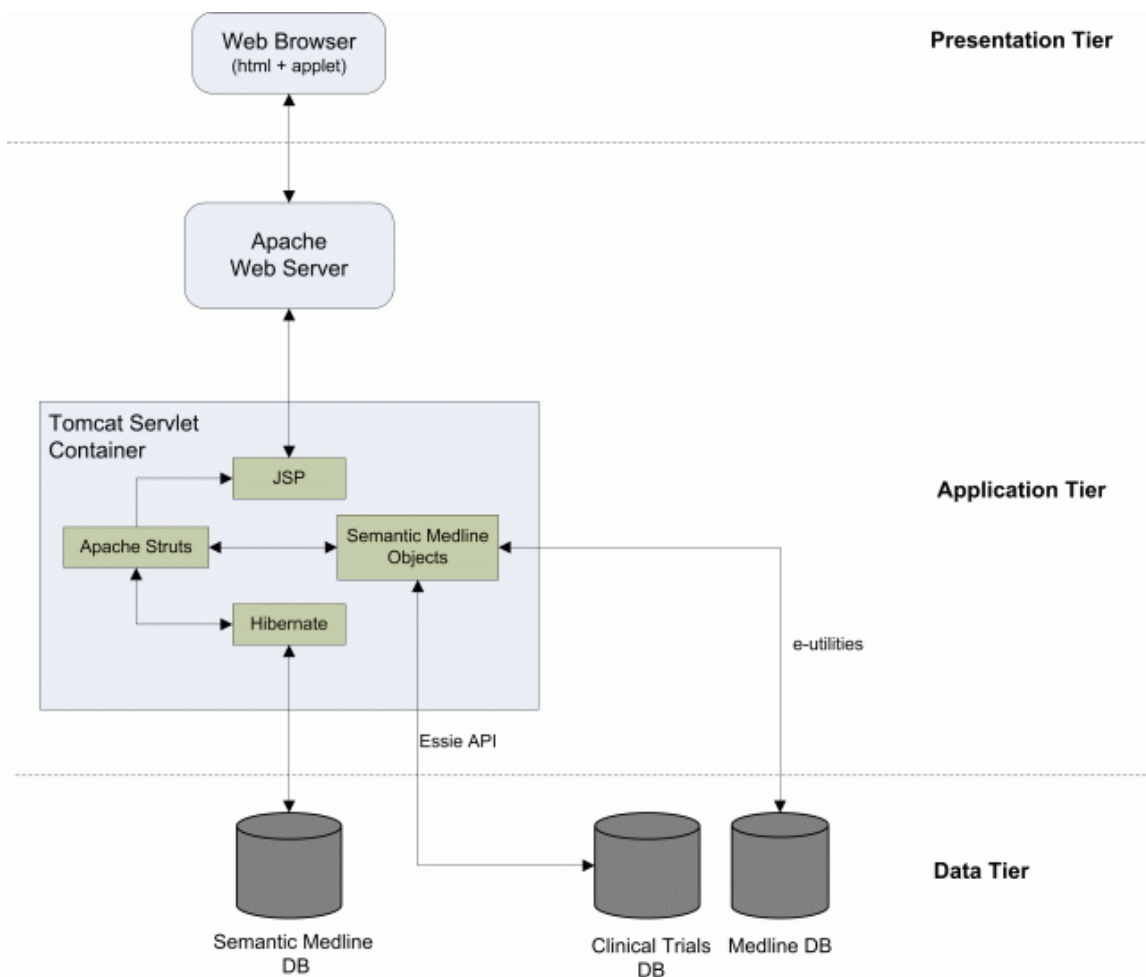 Web Browser
(html + applet)
Presentation Tier
Apache
Web Server
Tomcat Servlet
Container
JSP
Apache Struts
Semantic Medline
Objects
Hibernate
Application Tier
e-utilities
Essie API
Data Tier
Semantic Medline
DB
Clinical Trials
DB
Medline DB